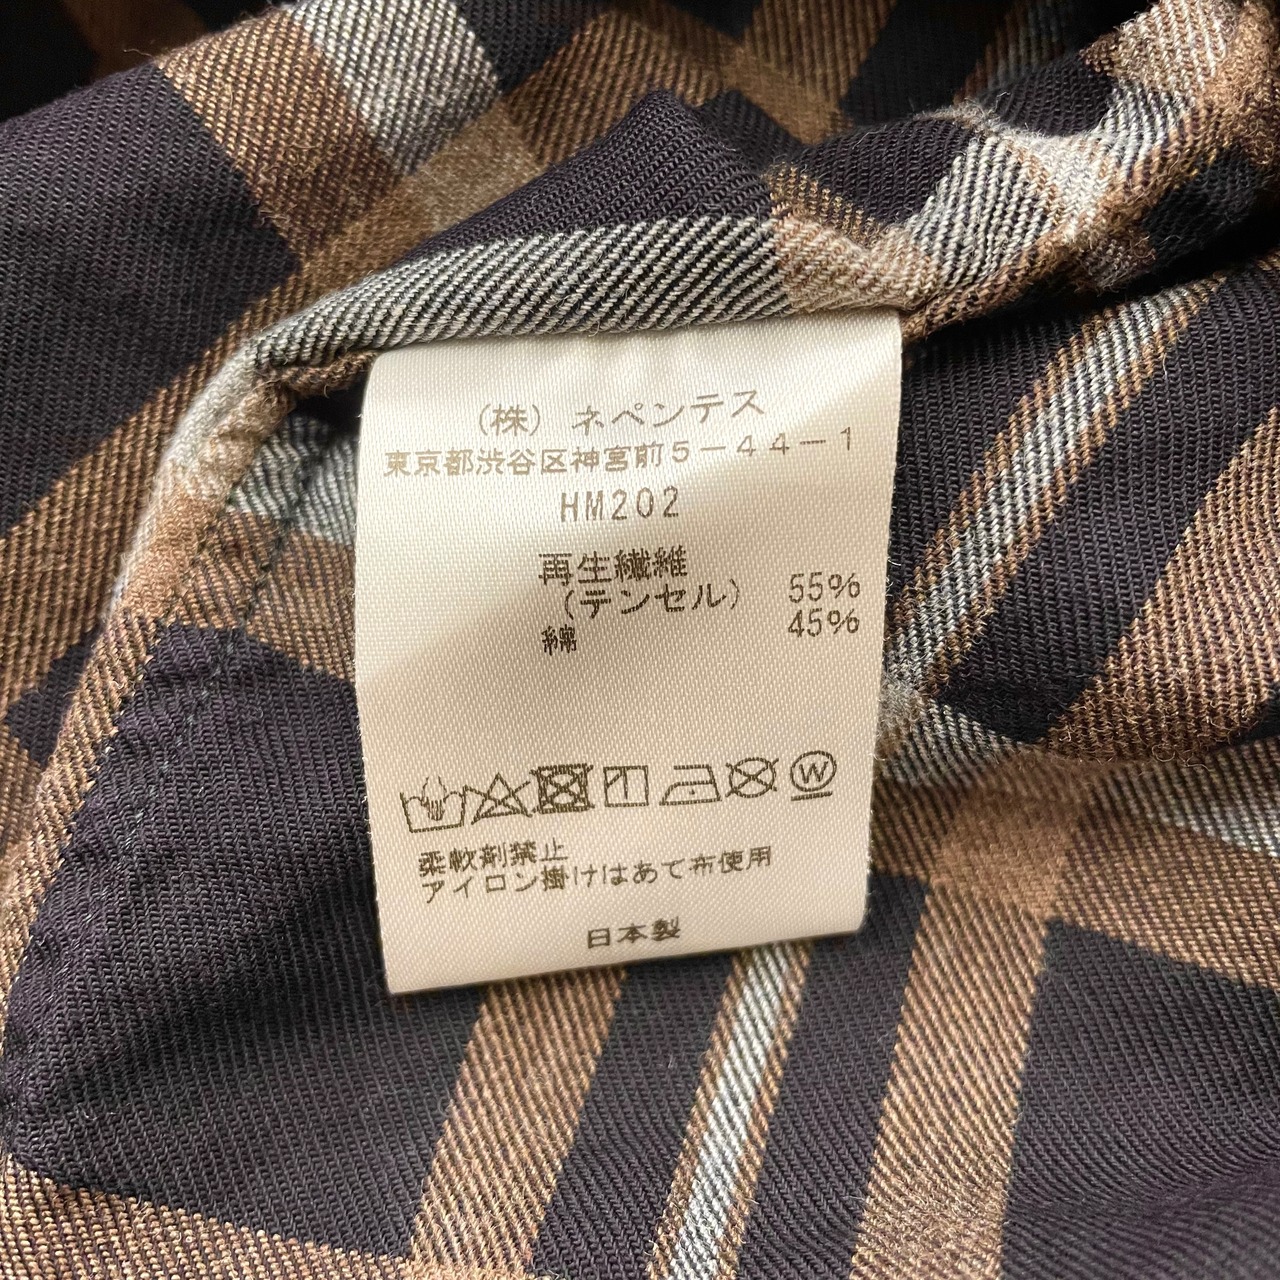 (株) ネペンテス
東京都渋谷区神宮前5－44－1
HM202
再生繊維
(テンセル) 55%
綿 45%
W
柔軟剤禁止
アイロン掛けはあて布使用
日本製